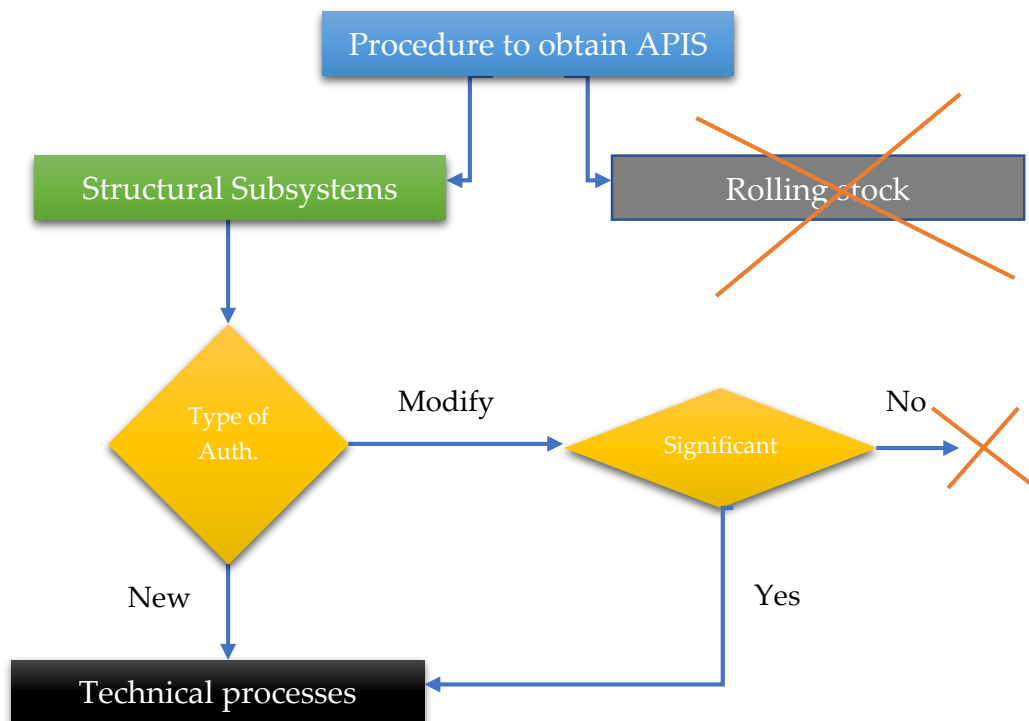 Procedure to obtain APIS
Structural Subsystems
Rolling stock
Type of
Auth.
Modify
Significant
No
New
Yes
Technical processes